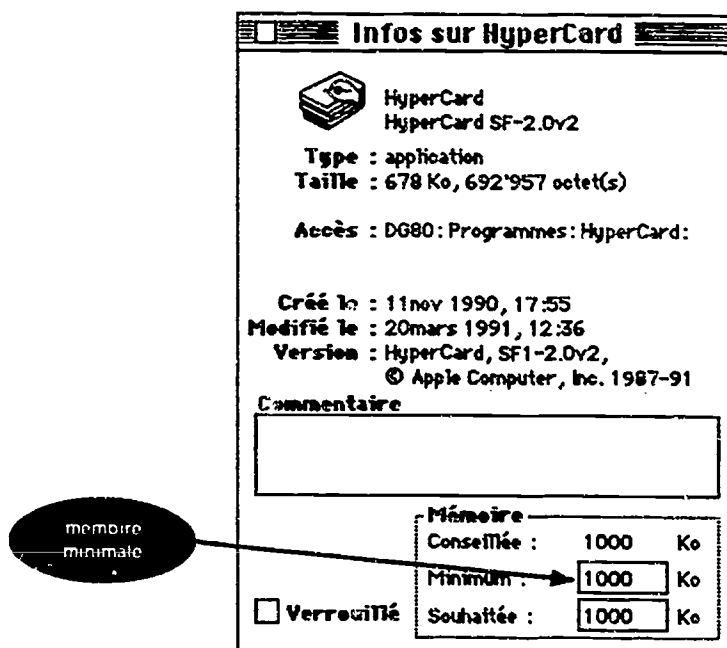 Infos sur HyperCard
HyperCard
HyperCard SF-2.0v2
Type : application
Taille : 678 Ko, 692'957 octet(s)
Accès : DG80: Programmes: HyperCard:
Créé le : 11nov 1990, 17:55
Modifié le : 20mars 1991, 12:36
Version : HyperCard, SF1-2.0v2,
© Apple Computer, Inc. 1987-91
Commentaire
mémoire
minimale
Mémoire
Conseillée : 1000 Ko
Minimum : 1000 Ko
Verrouillé
Souhaitée : 1000 Ko